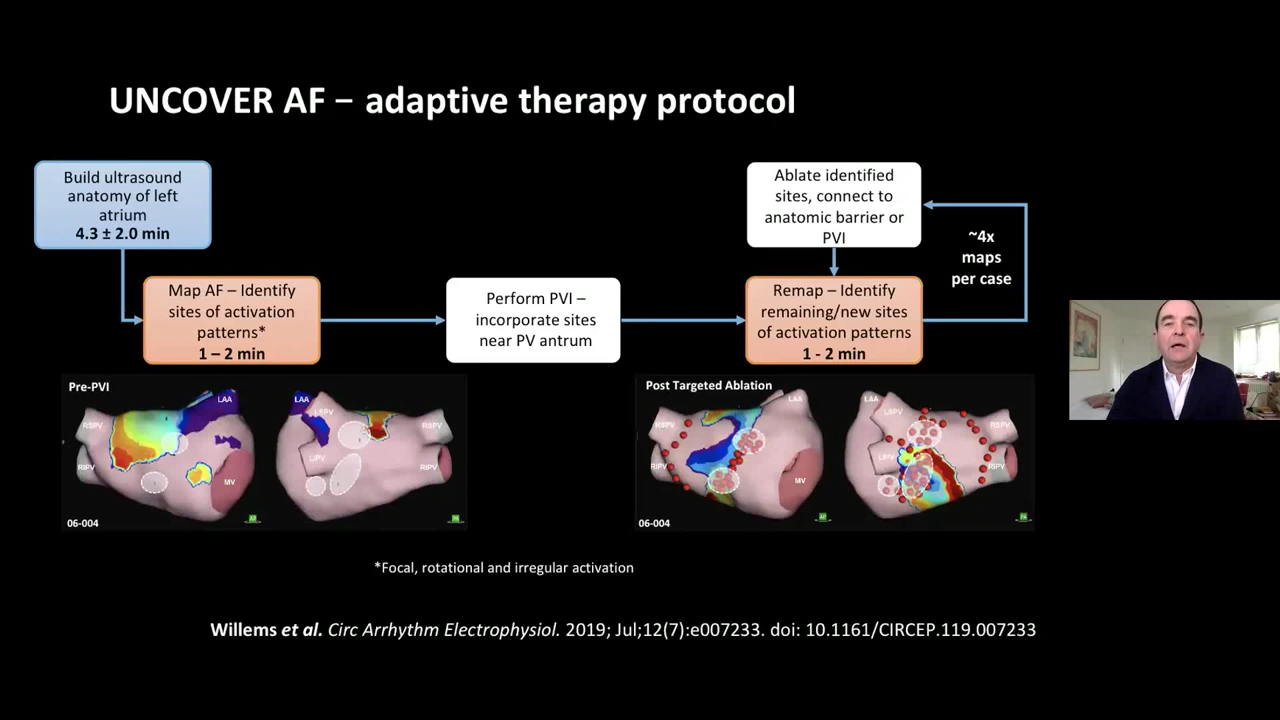 UNCOVER AF – adaptive therapy protocol
Build ultrasound
anatomy of left
atrium
4.3 ± 2.0 min
Map AF – Identify
sites of activation
patterns*
1 – 2 min
Perform PVI –
incorporate sites
near PV antrum
Ablate identified
sites, connect to
anatomic barrier or
PVI
Remap – Identify
remaining/new sites
of activation patterns
1 - 2 min
~4x
maps
per case
Pre-PVI
LAA
RSPV
RIPV
MV
06-004
LAA
LSPV
LIPV
RSPV
RIPV
Post Targeted Ablation
LAA
RSPV
RIPV
MV
06-004
LAA
LSPV
LIPV
RSPV
RIPV
*Focal, rotational and irregular activation
Willems et al. Circ Arrhythm Electrophysiol. 2019; Jul;12(7):e007233. doi: 10.1161/CIRCEP.119.007233